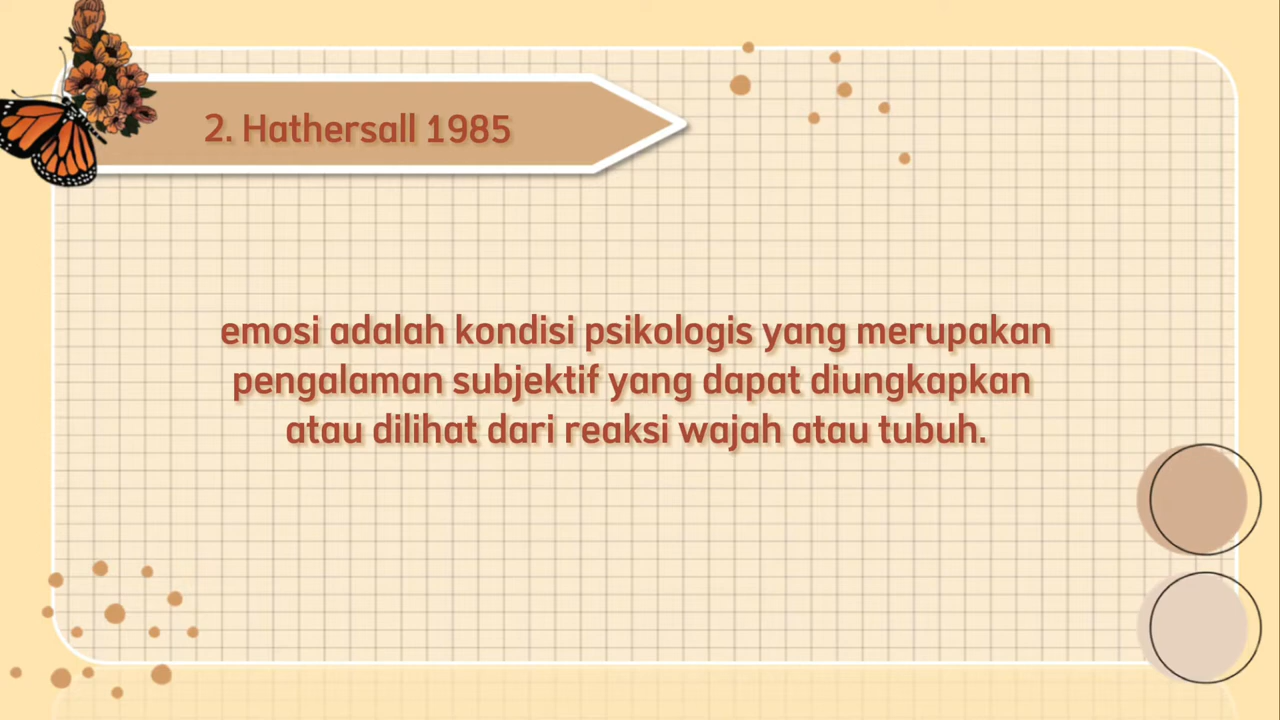 2. Hathersall 1985
emosi adalah kondisi psikologis yang merupakan
pengalaman subjektif yang dapat diungkapkan
atau dilihat dari reaksi wajah atau tubuh.